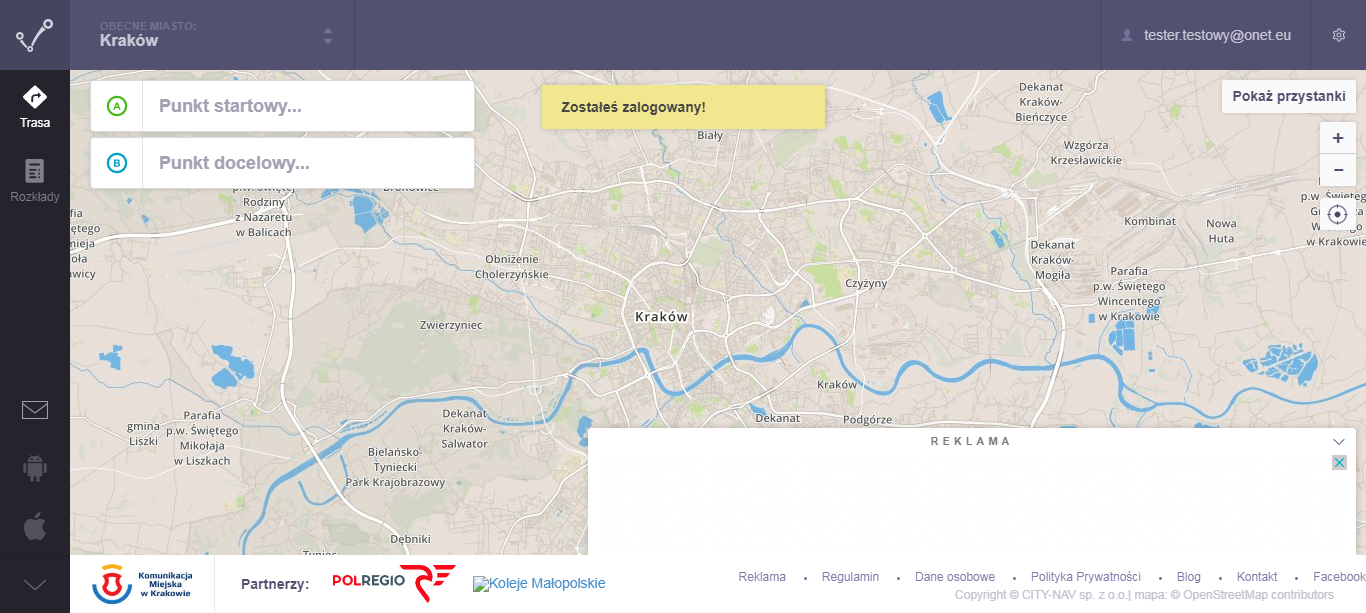 OBECNE MIASTO:
Kraków
tester.testowy@onet.eu
Trasa
Rozkłady
Punkt startowy...
Punkt docelowy...
Zostałeś zalogowany!
Pokaż przystanki
+
−
A
B
Biały
Dekanat
Kraków-
Bieńczyce
Wzgórza
Krzesławickie
Rodziny
z Nazaretu
w Balicach
Obniżenie
Cholerzyńskie
Zwierzyniec
Kraków
Czyżyny
Dekanat
Kraków-
Mogiła
Kombinat
Nowa
Huta
w Krakowie
Parafia
p.w. Świętego
Wincentego
w Krakowie
Kraków
Dekanat
Podgórze
Parafia
p.w. Świętego
Mikołaja
w Liszkach
gmina
Liszki
Dekanat
Kraków-
Salwator
Bielańsko-
Tyniecki
Park Krajobrazowy
Dębniki
Tyniec
REKLAMA
Komunikacja
Miejska
w Krakowie
Partnerzy:
POLREGIO
Koleje Małopolskie
Reklama • Regulamin • Dane osobowe • Polityka Prywatności • Blog • Kontakt • Facebook
Copyright © CITY-NAV sp. z o.o.| mapa: © OpenStreetMap contributors